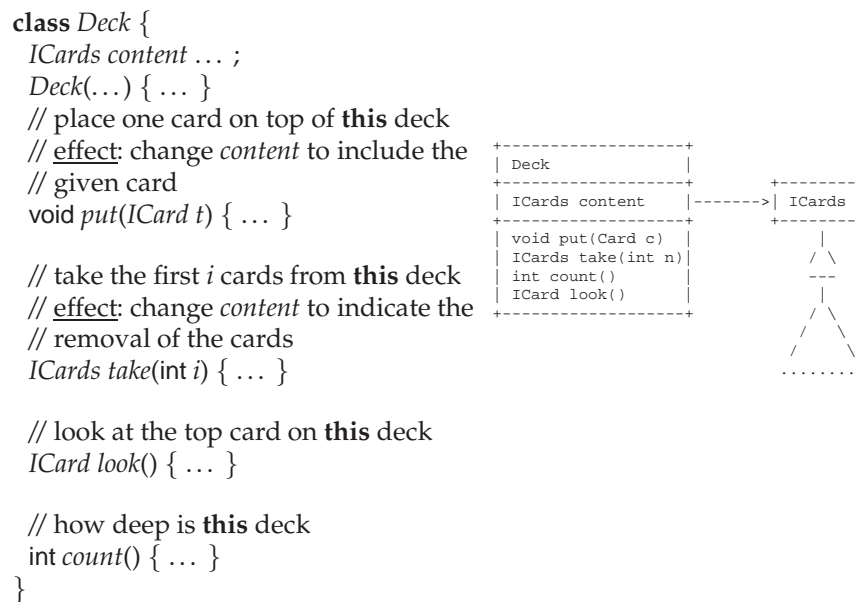 class Deck {
ICards content ... ;
Deck(...) { ... }
// place one card on top of this deck
// effect: change content to include the
// given card
void put(ICard t) { ... }
// take the first i cards from this deck
// effect: change content to indicate the
// removal of the cards
ICards take(int i) { ... }
// look at the top card on this deck
ICard look() { ... }
// how deep is this deck
int count() { ... }
}
+-------------------+
| Deck              |
+-------------------+        +--------
| ICards content    |------->| ICards
+-------------------+        +--------
| void put(Card c)  |             |
| ICards take(int n)|            / \
| int count()       |            ---
| ICard look()      |             |
+-------------------+            / \
/   \
/     \
........